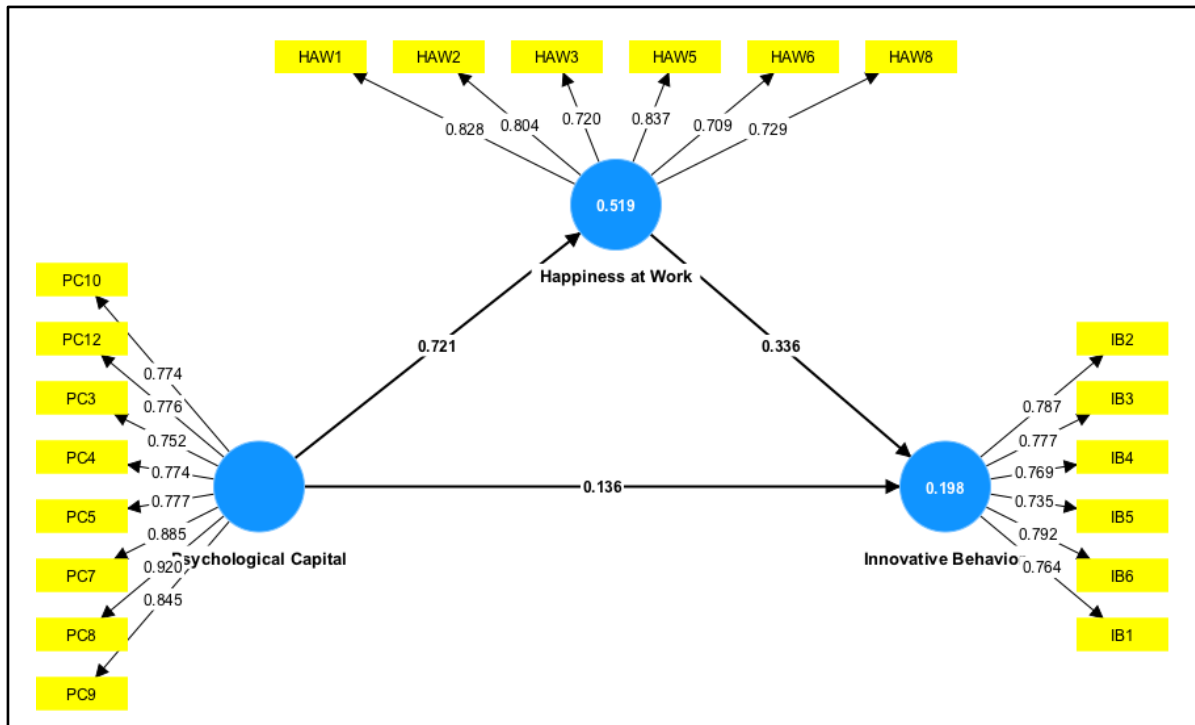 HAW1 HAW2 HAW3 HAW5 HAW6 HAW8
0.828 0.804 0.720 0.837 0.709 0.729
0.519
Happiness at Work
PC10
PC12
PC3
PC4
PC5
PC7
PC8
PC9
0.774
0.776
0.752
0.774
0.777
0.885
0.920
0.845
Psychological Capital
0.721
0.336
0.136
0.198
Innovative Behavio
0.787
0.777
0.769
0.735
0.792
0.764
IB2
IB3
IB4
IB5
IB6
IB1